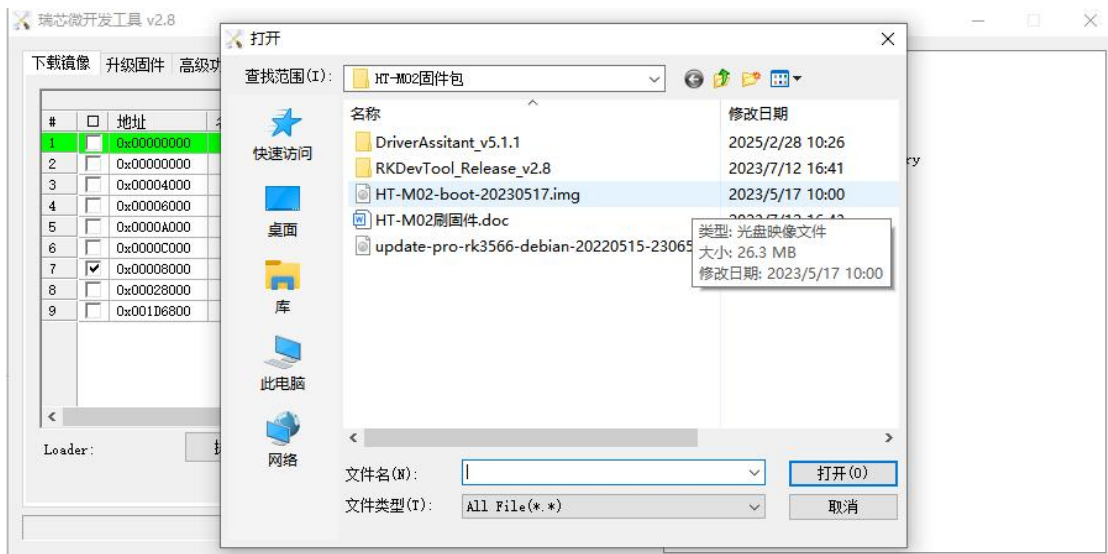 瑞芯微开发工具 v2.8
打开
下载镜像 升级固件 高级功
查找范围(I): HT-M02固件包
# 地址
1 0x00000000
2 0x00000000
3 0x00004000
4 0x00006000
5 0x0000A000
6 0x0000C000
7 0x00008000
8 0x00028000
9 0x001D6800
Loader:
快速访问
桌面
库
此电脑
网络
名称 修改日期
DriverAssitant_v5.1.1 2025/2/28 10:26
RKDevTool_Release_v2.8 2023/7/12 16:41
HT-M02-boot-20230517.img 2023/5/17 10:00
HT-M02刷固件.doc
update-pro-rk3566-debian-20220515-23065
类型: 光盘映像文件
大小: 26.3 MB
修改日期: 2023/5/17 10:00
ry
文件名(N): 打开(O)
文件类型(T): All File(*.*) 取消